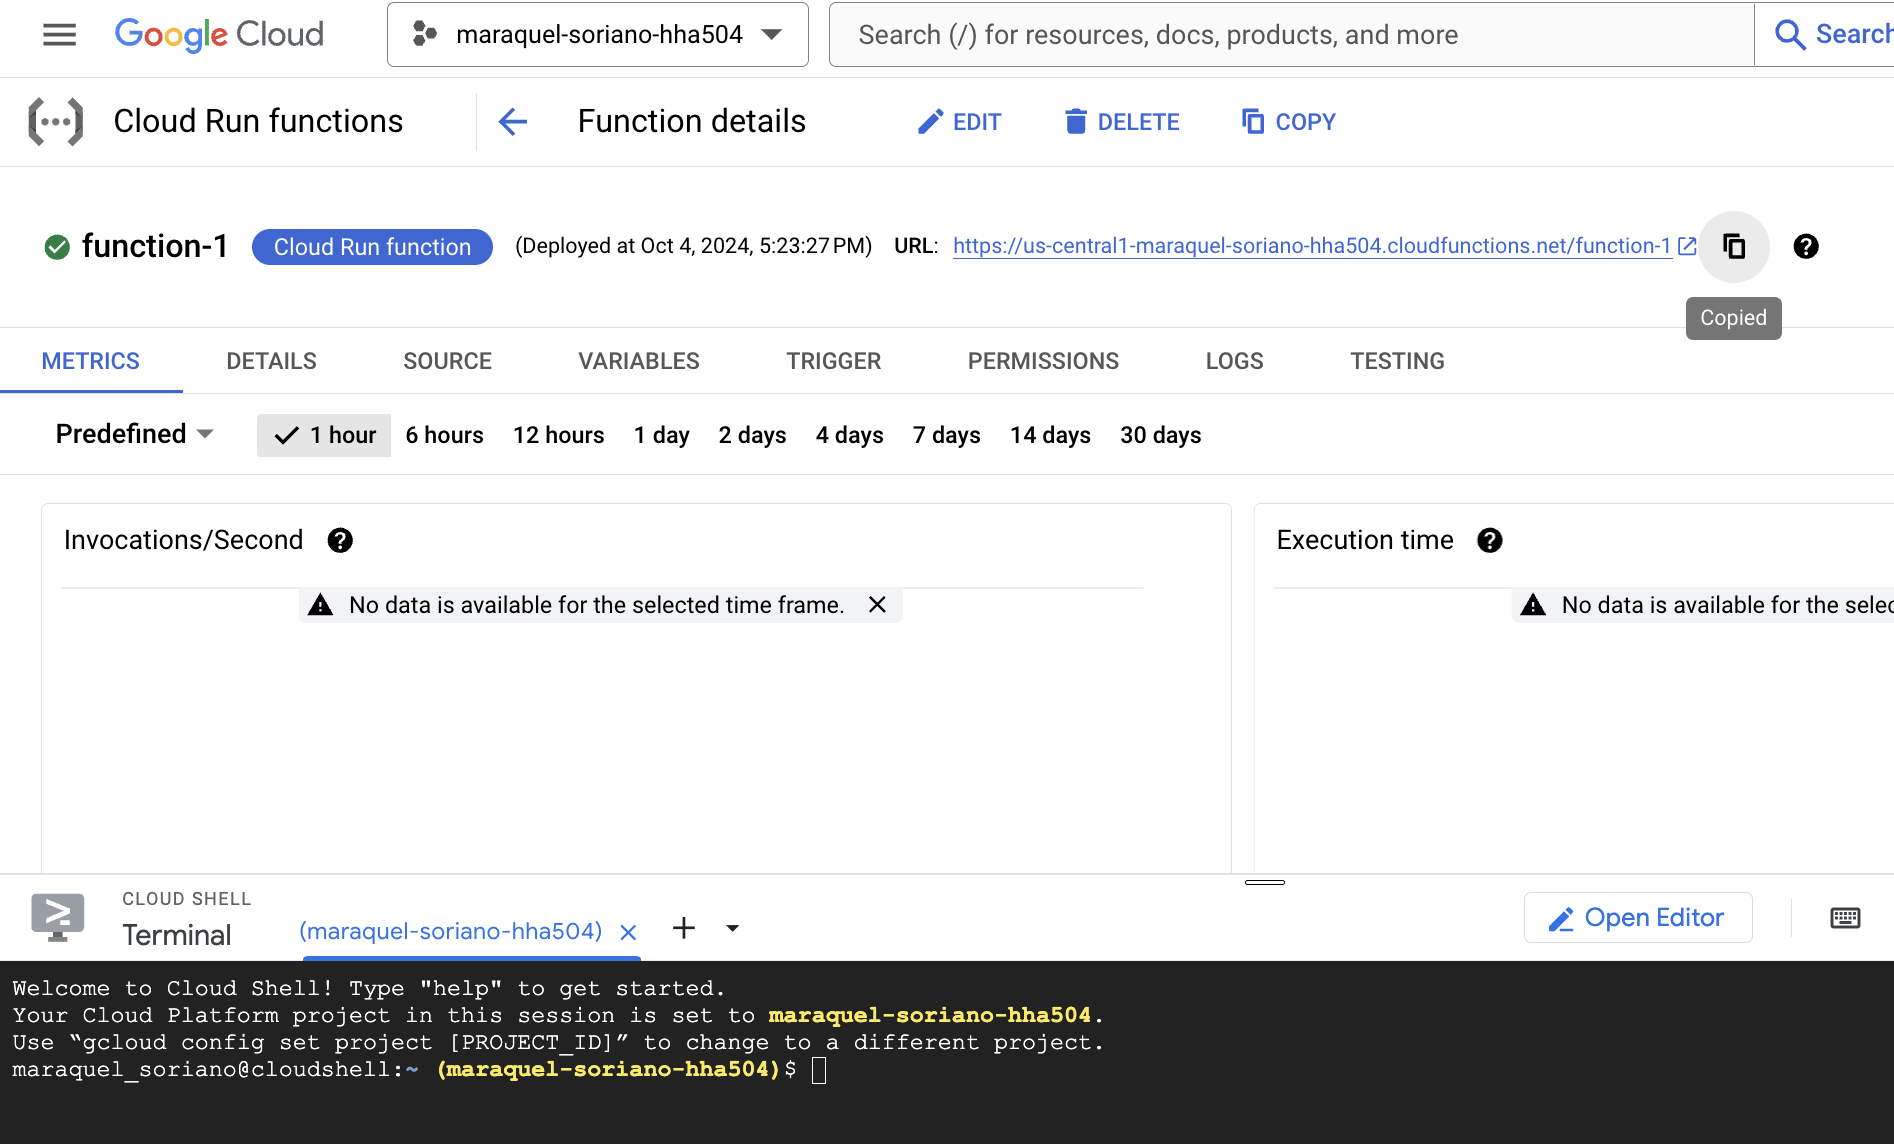 Google Cloud
maraquel-soriano-hha504
Search (/) for resources, docs, products, and more
Search
Cloud Run functions
Function details
EDIT
DELETE
COPY
function-1
Cloud Run function
(Deployed at Oct 4, 2024, 5:23:27 PM)
URL:
https://us-central1-maraquel-soriano-hha504.cloudfunctions.net/function-1
Copied
METRICS
DETAILS
SOURCE
VARIABLES
TRIGGER
PERMISSIONS
LOGS
TESTING
Predefined
1 hour
6 hours
12 hours
1 day
2 days
4 days
7 days
14 days
30 days
Invocations/Second
Execution time
No data is available for the selected time frame.
No data is available for the selec
CLOUD SHELL
Terminal
(maraquel-soriano-hha504)
Open Editor
Welcome to Cloud Shell! Type "help" to get started.
Your Cloud Platform project in this session is set to maraquel-soriano-hha504.
Use “gcloud config set project [PROJECT_ID]” to change to a different project.
maraquel_soriano@cloudshell:~ (maraquel-soriano-hha504)$